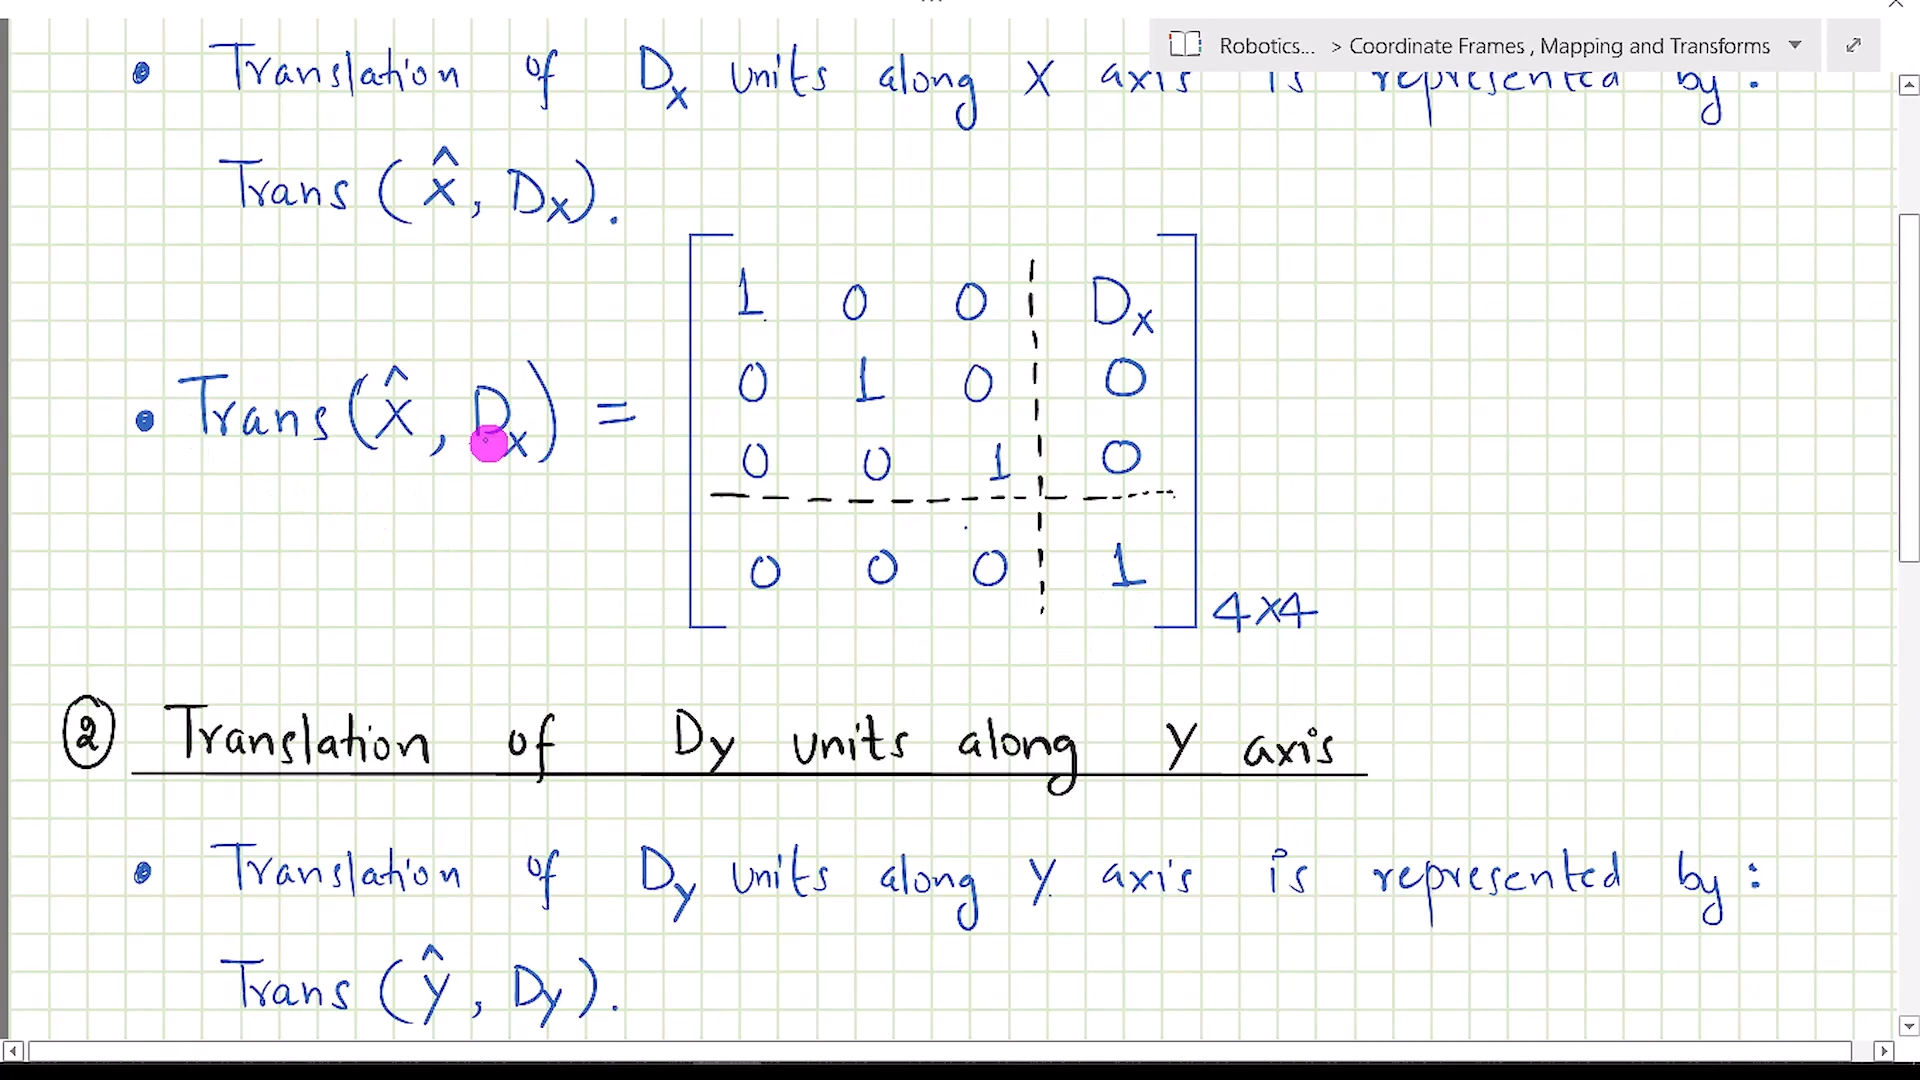 Robotics... > Coordinate Frames , Mapping and Transforms
• Translation of Dx units along X axis is represented by :
Trans ( x̂ , Dx ).
• Trans ( x̂ , Dx ) =
1 0 0 Dx
0 1 0 0
0 0 1 0
0 0 0 1
4x4
② Translation of Dy units along Y axis
• Translation of Dy units along Y axis is represented by :
Trans ( ŷ , Dy ).